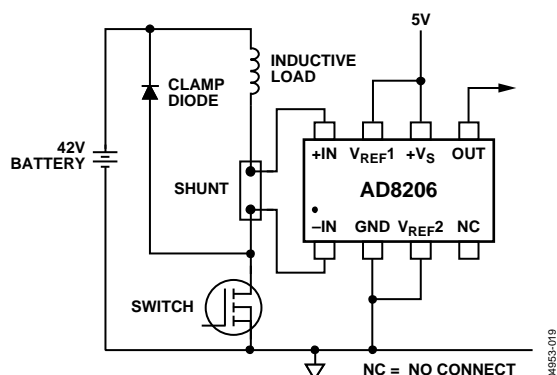 5V
INDUCTIVE
LOAD
CLAMP
DIODE
42V
BATTERY
SHUNT
+IN VREF1 +VS OUT
AD8206
–IN GND VREF2 NC
SWITCH
NC = NO CONNECT
04953-019